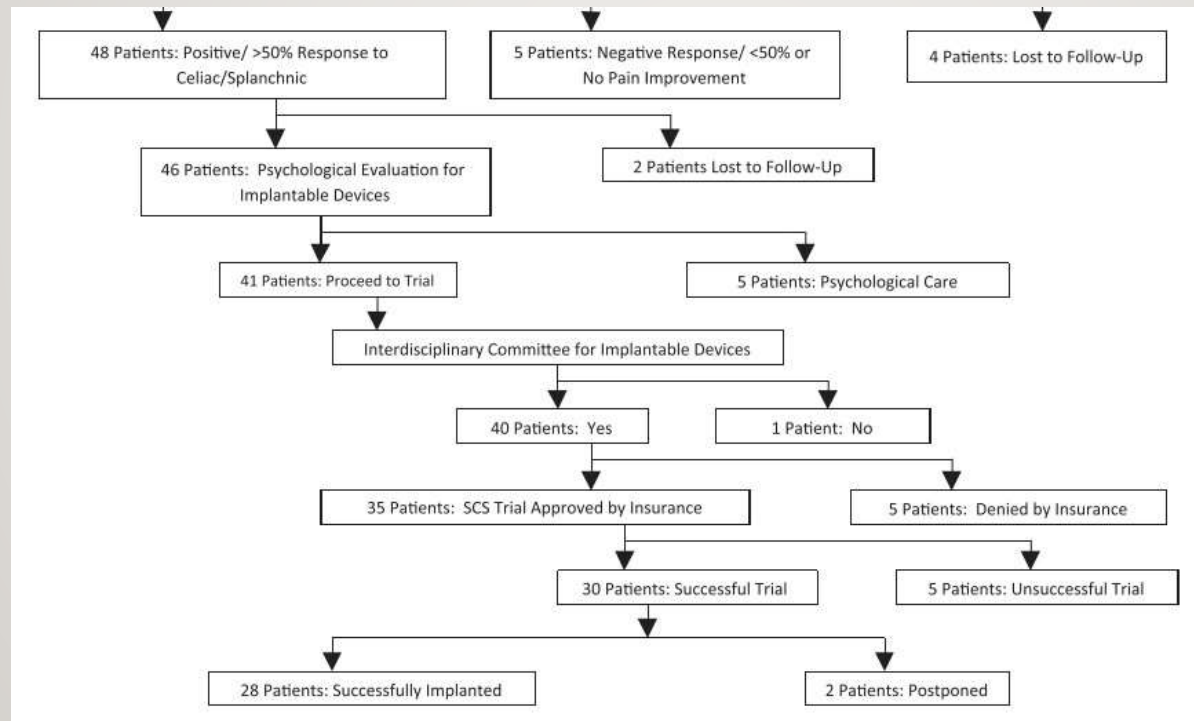 48 Patients: Positive/ >50% Response to
Celiac/Splanchnic
5 Patients: Negative Response/ <50% or
No Pain Improvement
4 Patients: Lost to Follow-Up
46 Patients: Psychological Evaluation for
Implantable Devices
2 Patients Lost to Follow-Up
41 Patients: Proceed to Trial
5 Patients: Psychological Care
Interdisciplinary Committee for Implantable Devices
40 Patients: Yes
1 Patient: No
35 Patients: SCS Trial Approved by Insurance
5 Patients: Denied by Insurance
30 Patients: Successful Trial
5 Patients: Unsuccessful Trial
28 Patients: Successfully Implanted
2 Patients: Postponed